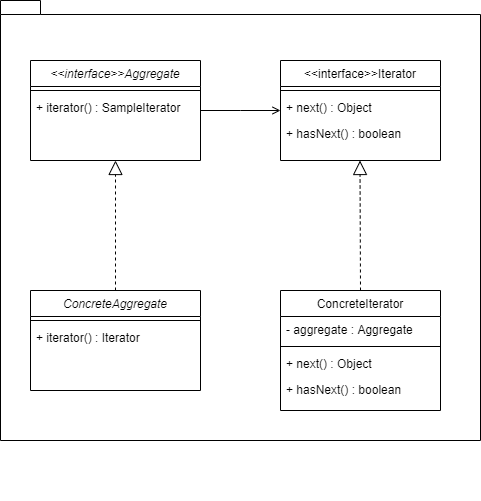 <<interface>>Aggregate
+ iterator() : SampleIterator
<<interface>>Iterator
+ next() : Object
+ hasNext() : boolean
ConcreteAggregate
+ iterator() : Iterator
ConcreteIterator
- aggregate : Aggregate
+ next() : Object
+ hasNext() : boolean